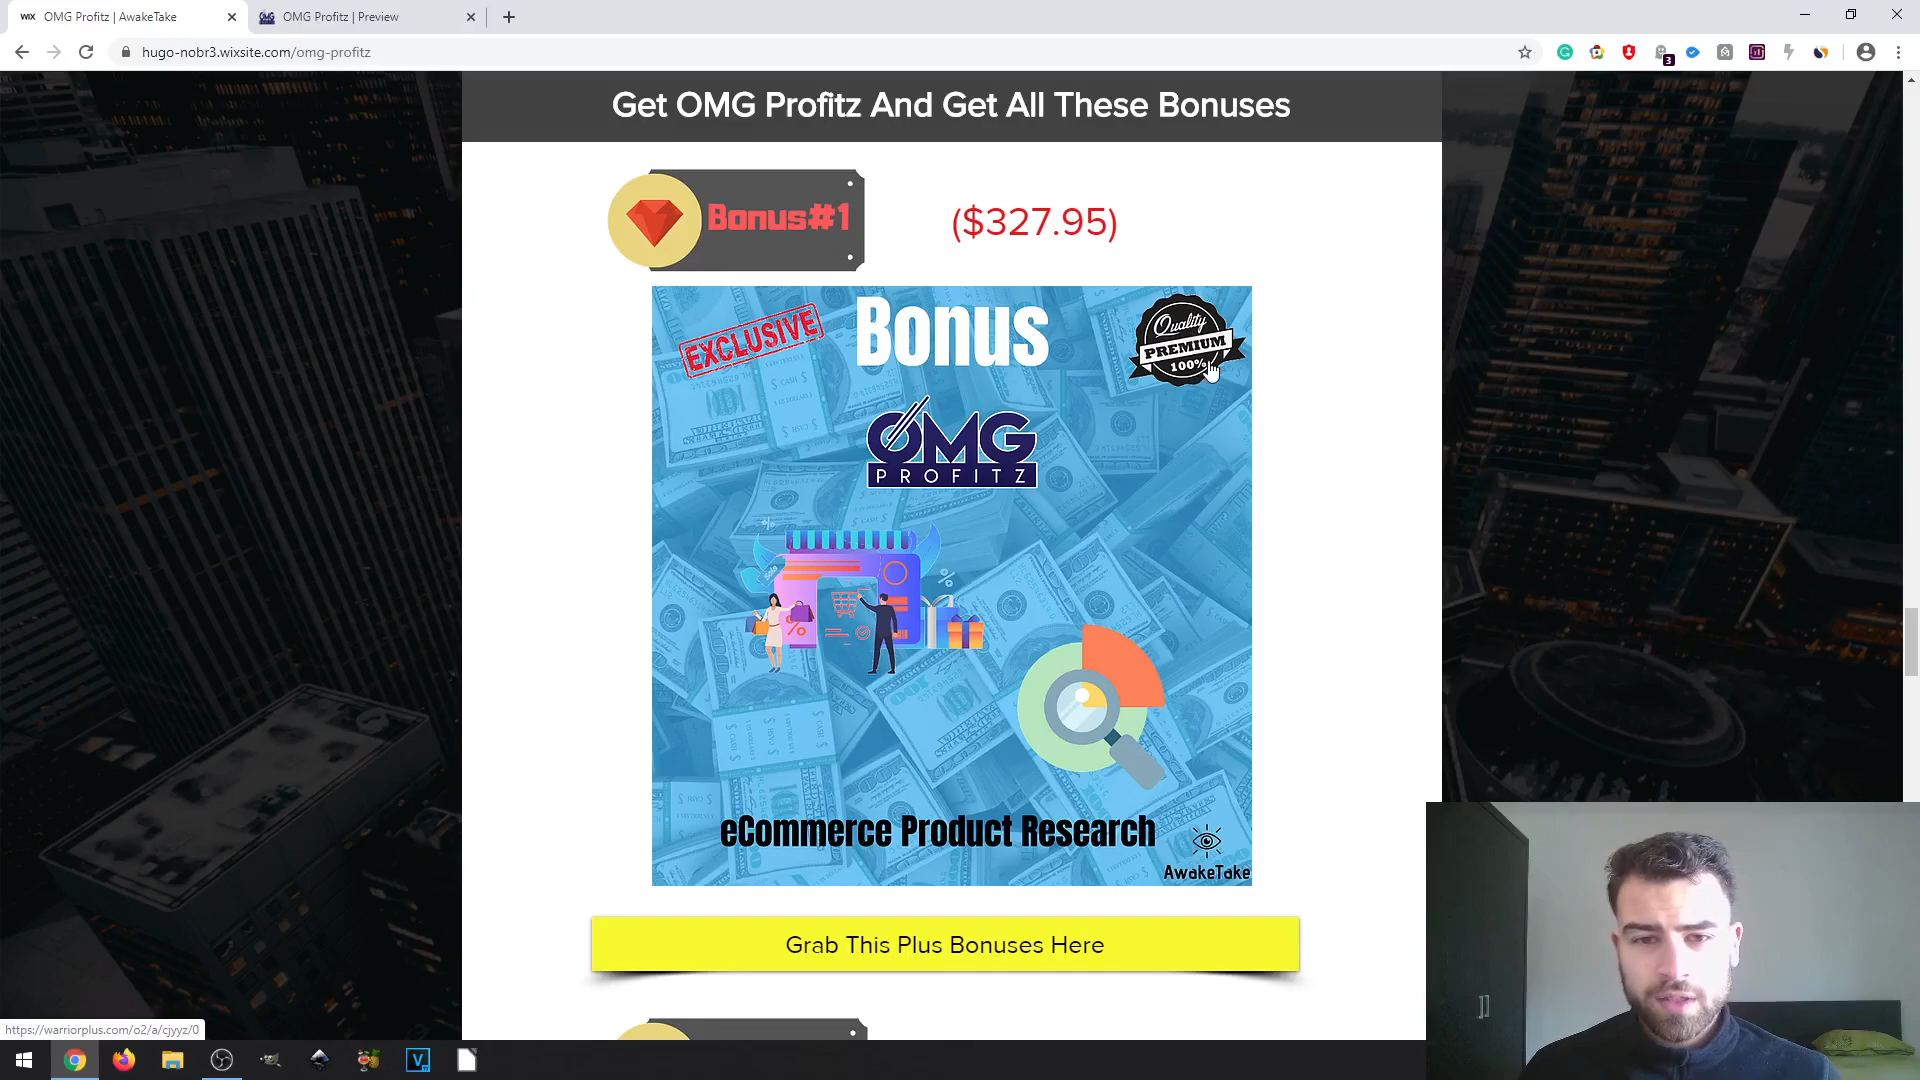 WIX OMG Profitz | AwakeTake
OMG Profitz | Preview
hugo-nobr3.wixsite.com/omg-profitz
3
Get OMG Profitz And Get All These Bonuses
Bonus#1
($327.95)
EXCLUSIVE
Bonus
Quality
PREMIUM
100%
OMG
PROFITZ
eCommerce Product Research
AwakeTake
Grab This Plus Bonuses Here
https://warriorplus.com/o2/a/cjyyz/0
V